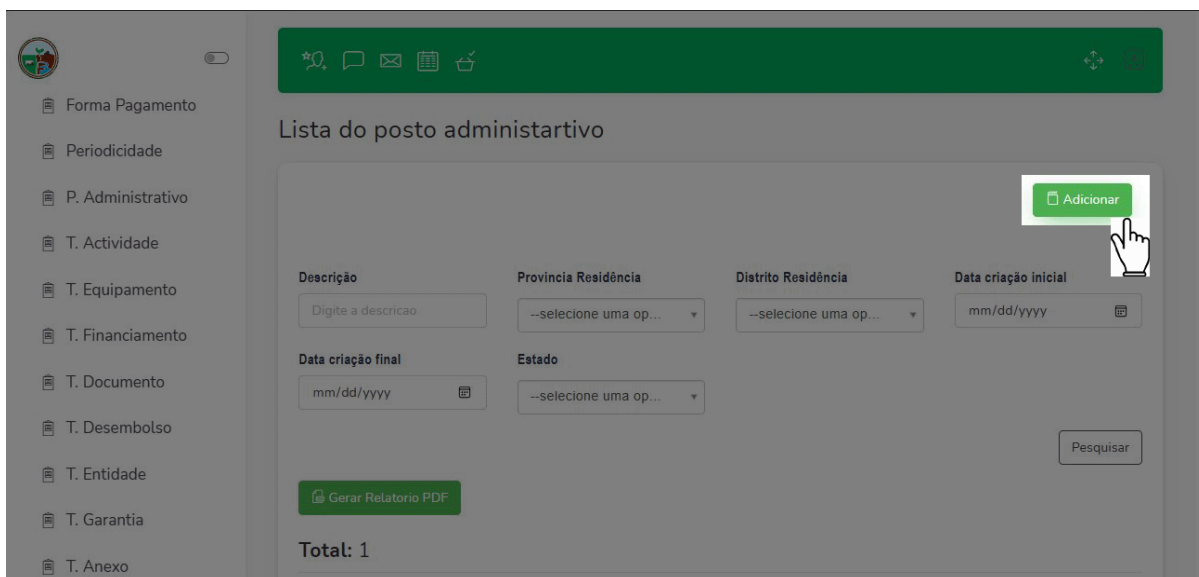 Forma Pagamento
Periodicidade
P. Administrativo
T. Actividade
T. Equipamento
T. Financiamento
T. Documento
T. Desembolso
T. Entidade
T. Garantia
T. Anexo
Lista do posto administartivo
Adicionar
Descrição Provincia Residência Distrito Residência Data criação inicial
Digite a descricao --selecione uma op... --selecione uma op... mm/dd/yyyy
Data criação final Estado
mm/dd/yyyy --selecione uma op...
Pesquisar
Gerar Relatorio PDF
Total: 1